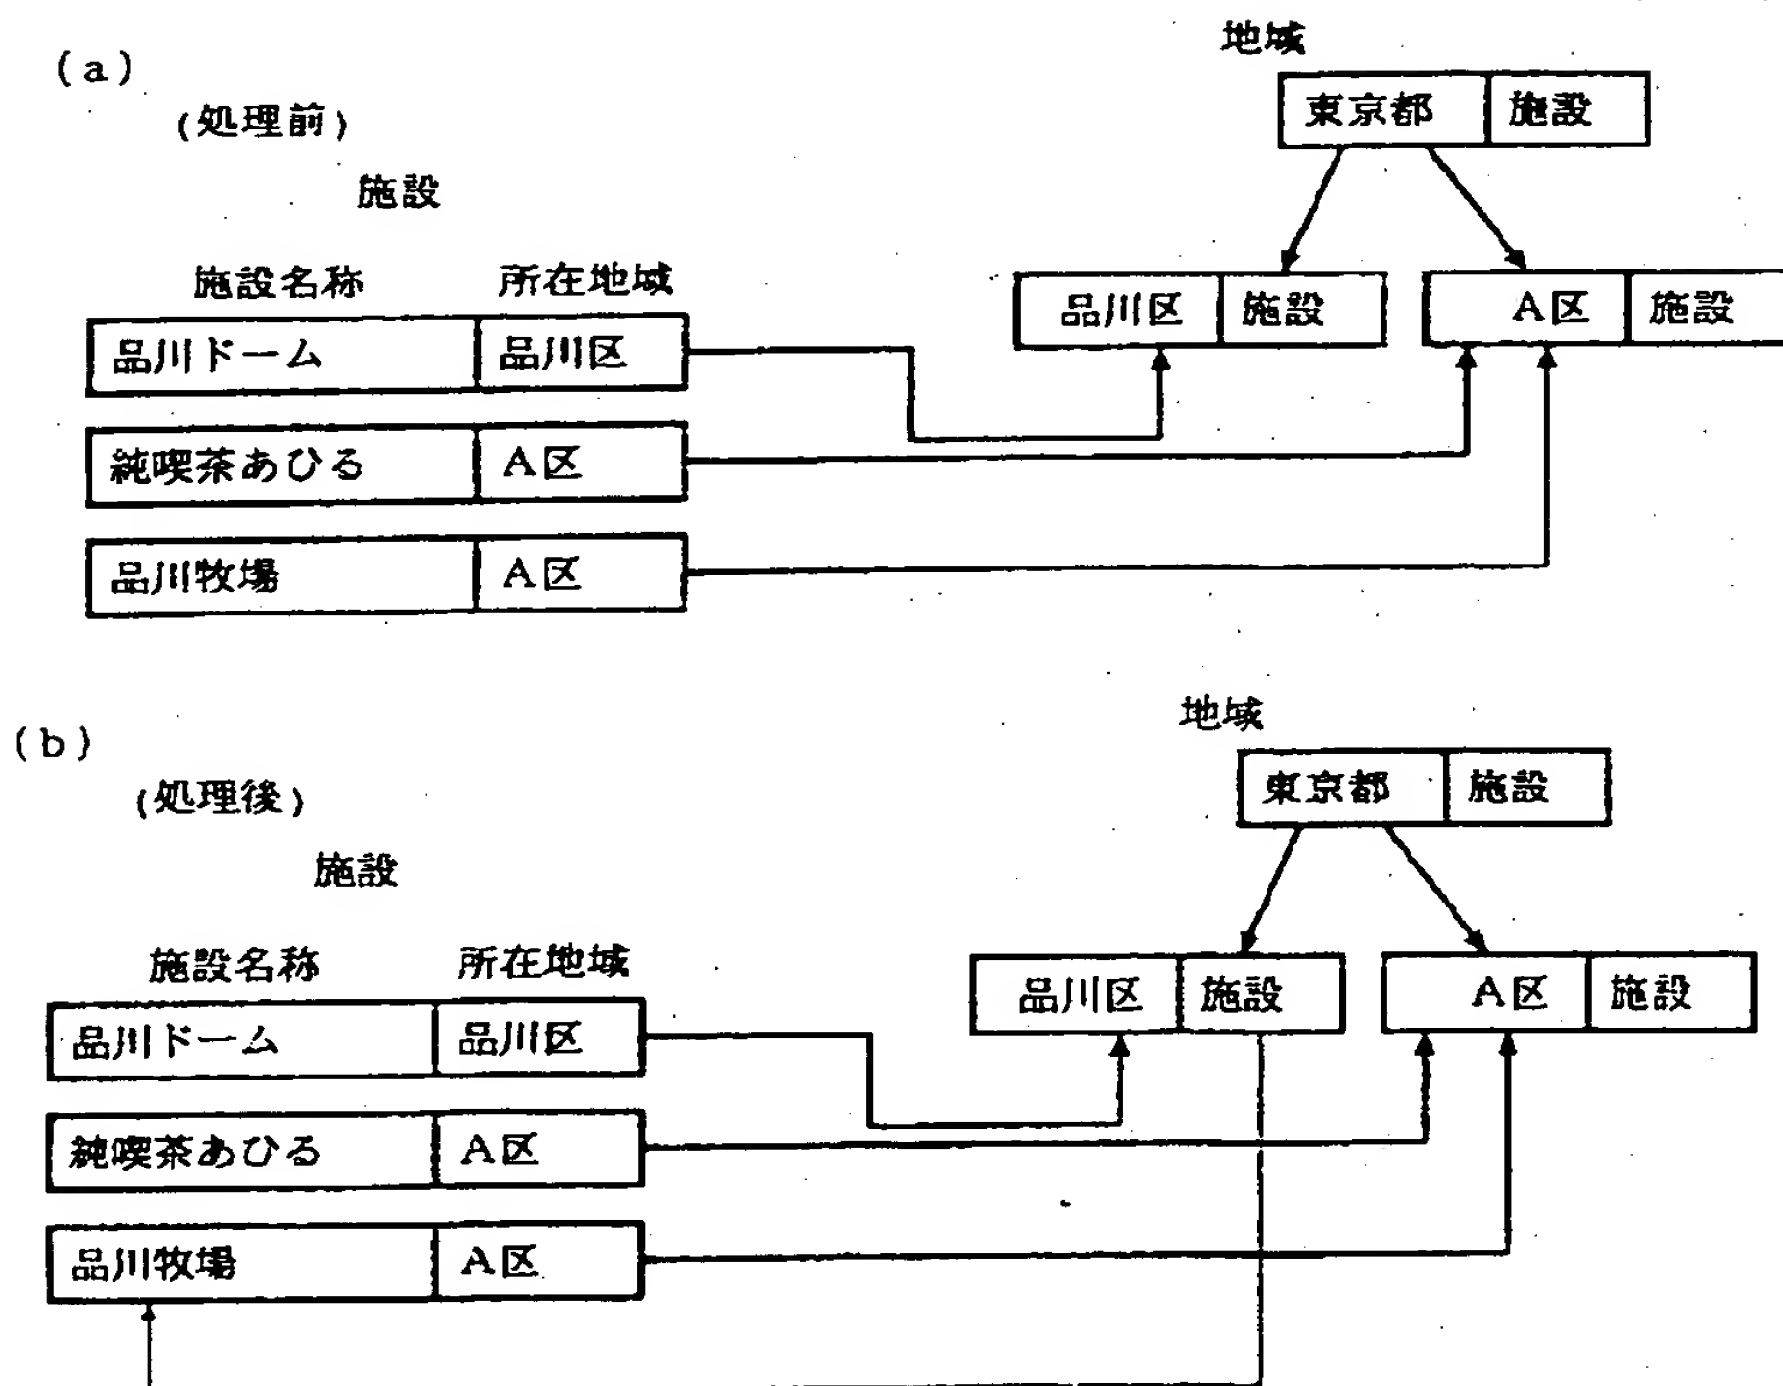 (a)
(処理前)
地域
東京都 施設
施設
施設名称 所在地域
品川区 施設 A区 施設
品川ドーム 品川区
純喫茶あひる A区
品川牧場 A区
(b)
(処理後)
地域
東京都 施設
施設
施設名称 所在地域
品川区 施設 A区 施設
品川ドーム 品川区
純喫茶あひる A区
品川牧場 A区